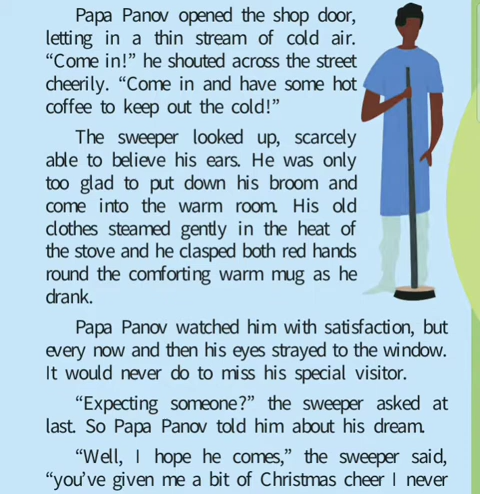 Papa Panov opened the shop door,
letting in a thin stream of cold air.
“Come in!” he shouted across the street
cheerily. “Come in and have some hot
coffee to keep out the cold!”
The sweeper looked up, scarcely
able to believe his ears. He was only
too glad to put down his broom and
come into the warm room. His old
clothes steamed gently in the heat of
the stove and he clasped both red hands
round the comforting warm mug as he
drank.
Papa Panov watched him with satisfaction, but
every now and then his eyes strayed to the window.
It would never do to miss his special visitor.
“Expecting someone?” the sweeper asked at
last. So Papa Panov told him about his dream.
“Well, I hope he comes,” the sweeper said,
“you’ve given me a bit of Christmas cheer I never